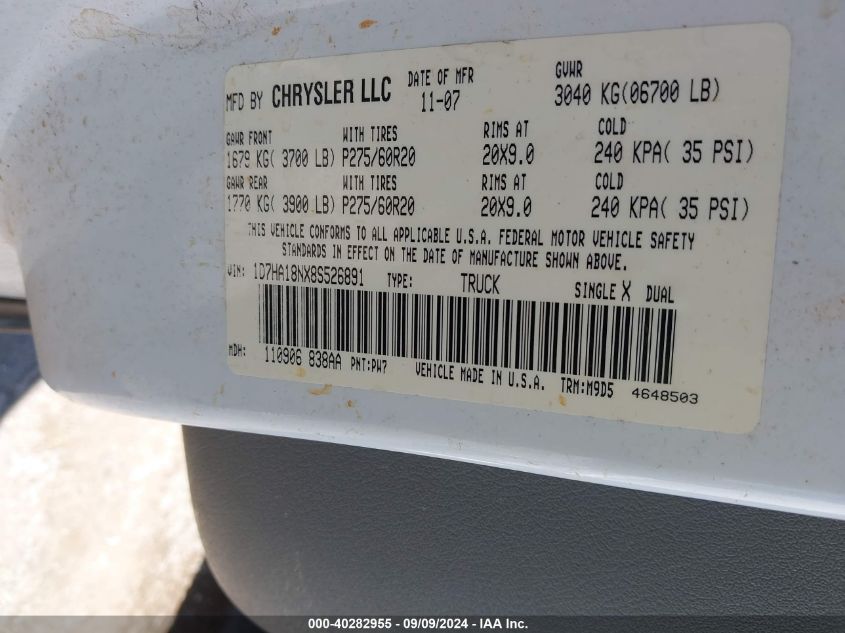 MFD BY CHRYSLER LLC DATE OF MFR 11-07 GVWR 3040 KG(06700 LB)
GAWR FRONT WITH TIRES RIMS AT COLD
1679 KG( 3700 LB) P275/60R20 20X9.0 240 KPA( 35 PSI)
GAWR REAR WITH TIRES RIMS AT COLD
1770 KG( 3900 LB) P275/60R20 20X9.0 240 KPA( 35 PSI)
THIS VEHICLE CONFORMS TO ALL APPLICABLE U.S.A. FEDERAL MOTOR VEHICLE SAFETY
STANDARDS IN EFFECT ON THE DATE OF MANUFACTURE SHOWN ABOVE.
VIN: 1D7HA18NX8S526891 TYPE: TRUCK SINGLE X DUAL
MDH: 110906 838AA PNT:PW7 VEHICLE MADE IN U.S.A. TRM:M9D5 4648503
000-40282955 - 09/09/2024 - IAA Inc.